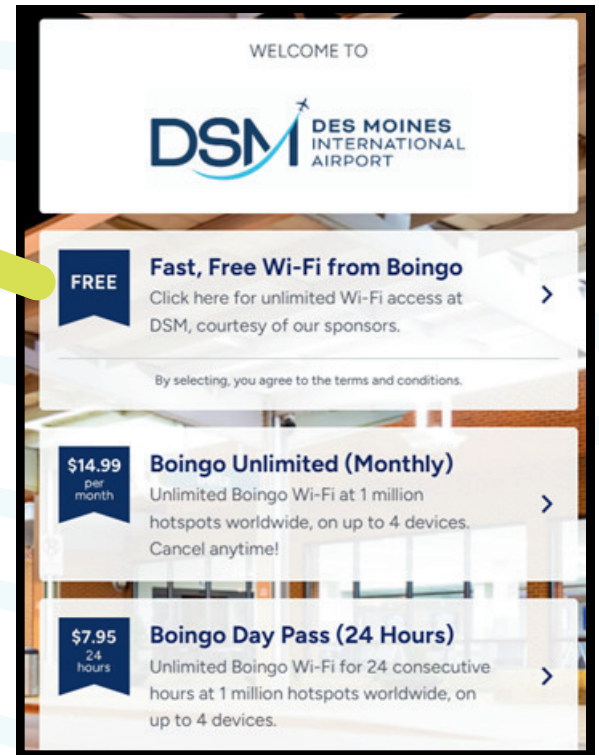 WELCOME TO
DSM DES MOINES
INTERNATIONAL
AIRPORT
FREE
Fast, Free Wi-Fi from Boingo
Click here for unlimited Wi-Fi access at
DSM, courtesy of our sponsors.
By selecting, you agree to the terms and conditions.
$14.99
per
month
Boingo Unlimited (Monthly)
Unlimited Boingo Wi-Fi at 1 million
hotspots worldwide, on up to 4 devices.
Cancel anytime!
$7.95
24
hours
Boingo Day Pass (24 Hours)
Unlimited Boingo Wi-Fi for 24 consecutive
hours at 1 million hotspots worldwide, on
up to 4 devices.